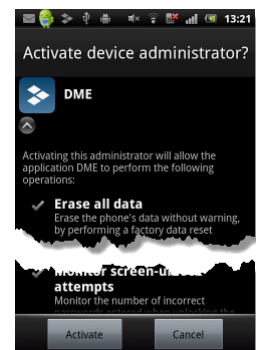 13:21
Activate device administrator?
DME
Activating this administrator will allow the
application DME to perform the following
operations:
Erase all data
Erase the phone's data without warning,
by performing a factory data reset
Monitor screen-unlock
attempts
Monitor the number of incorrect
passwords entered when unlocking the
Activate
Cancel